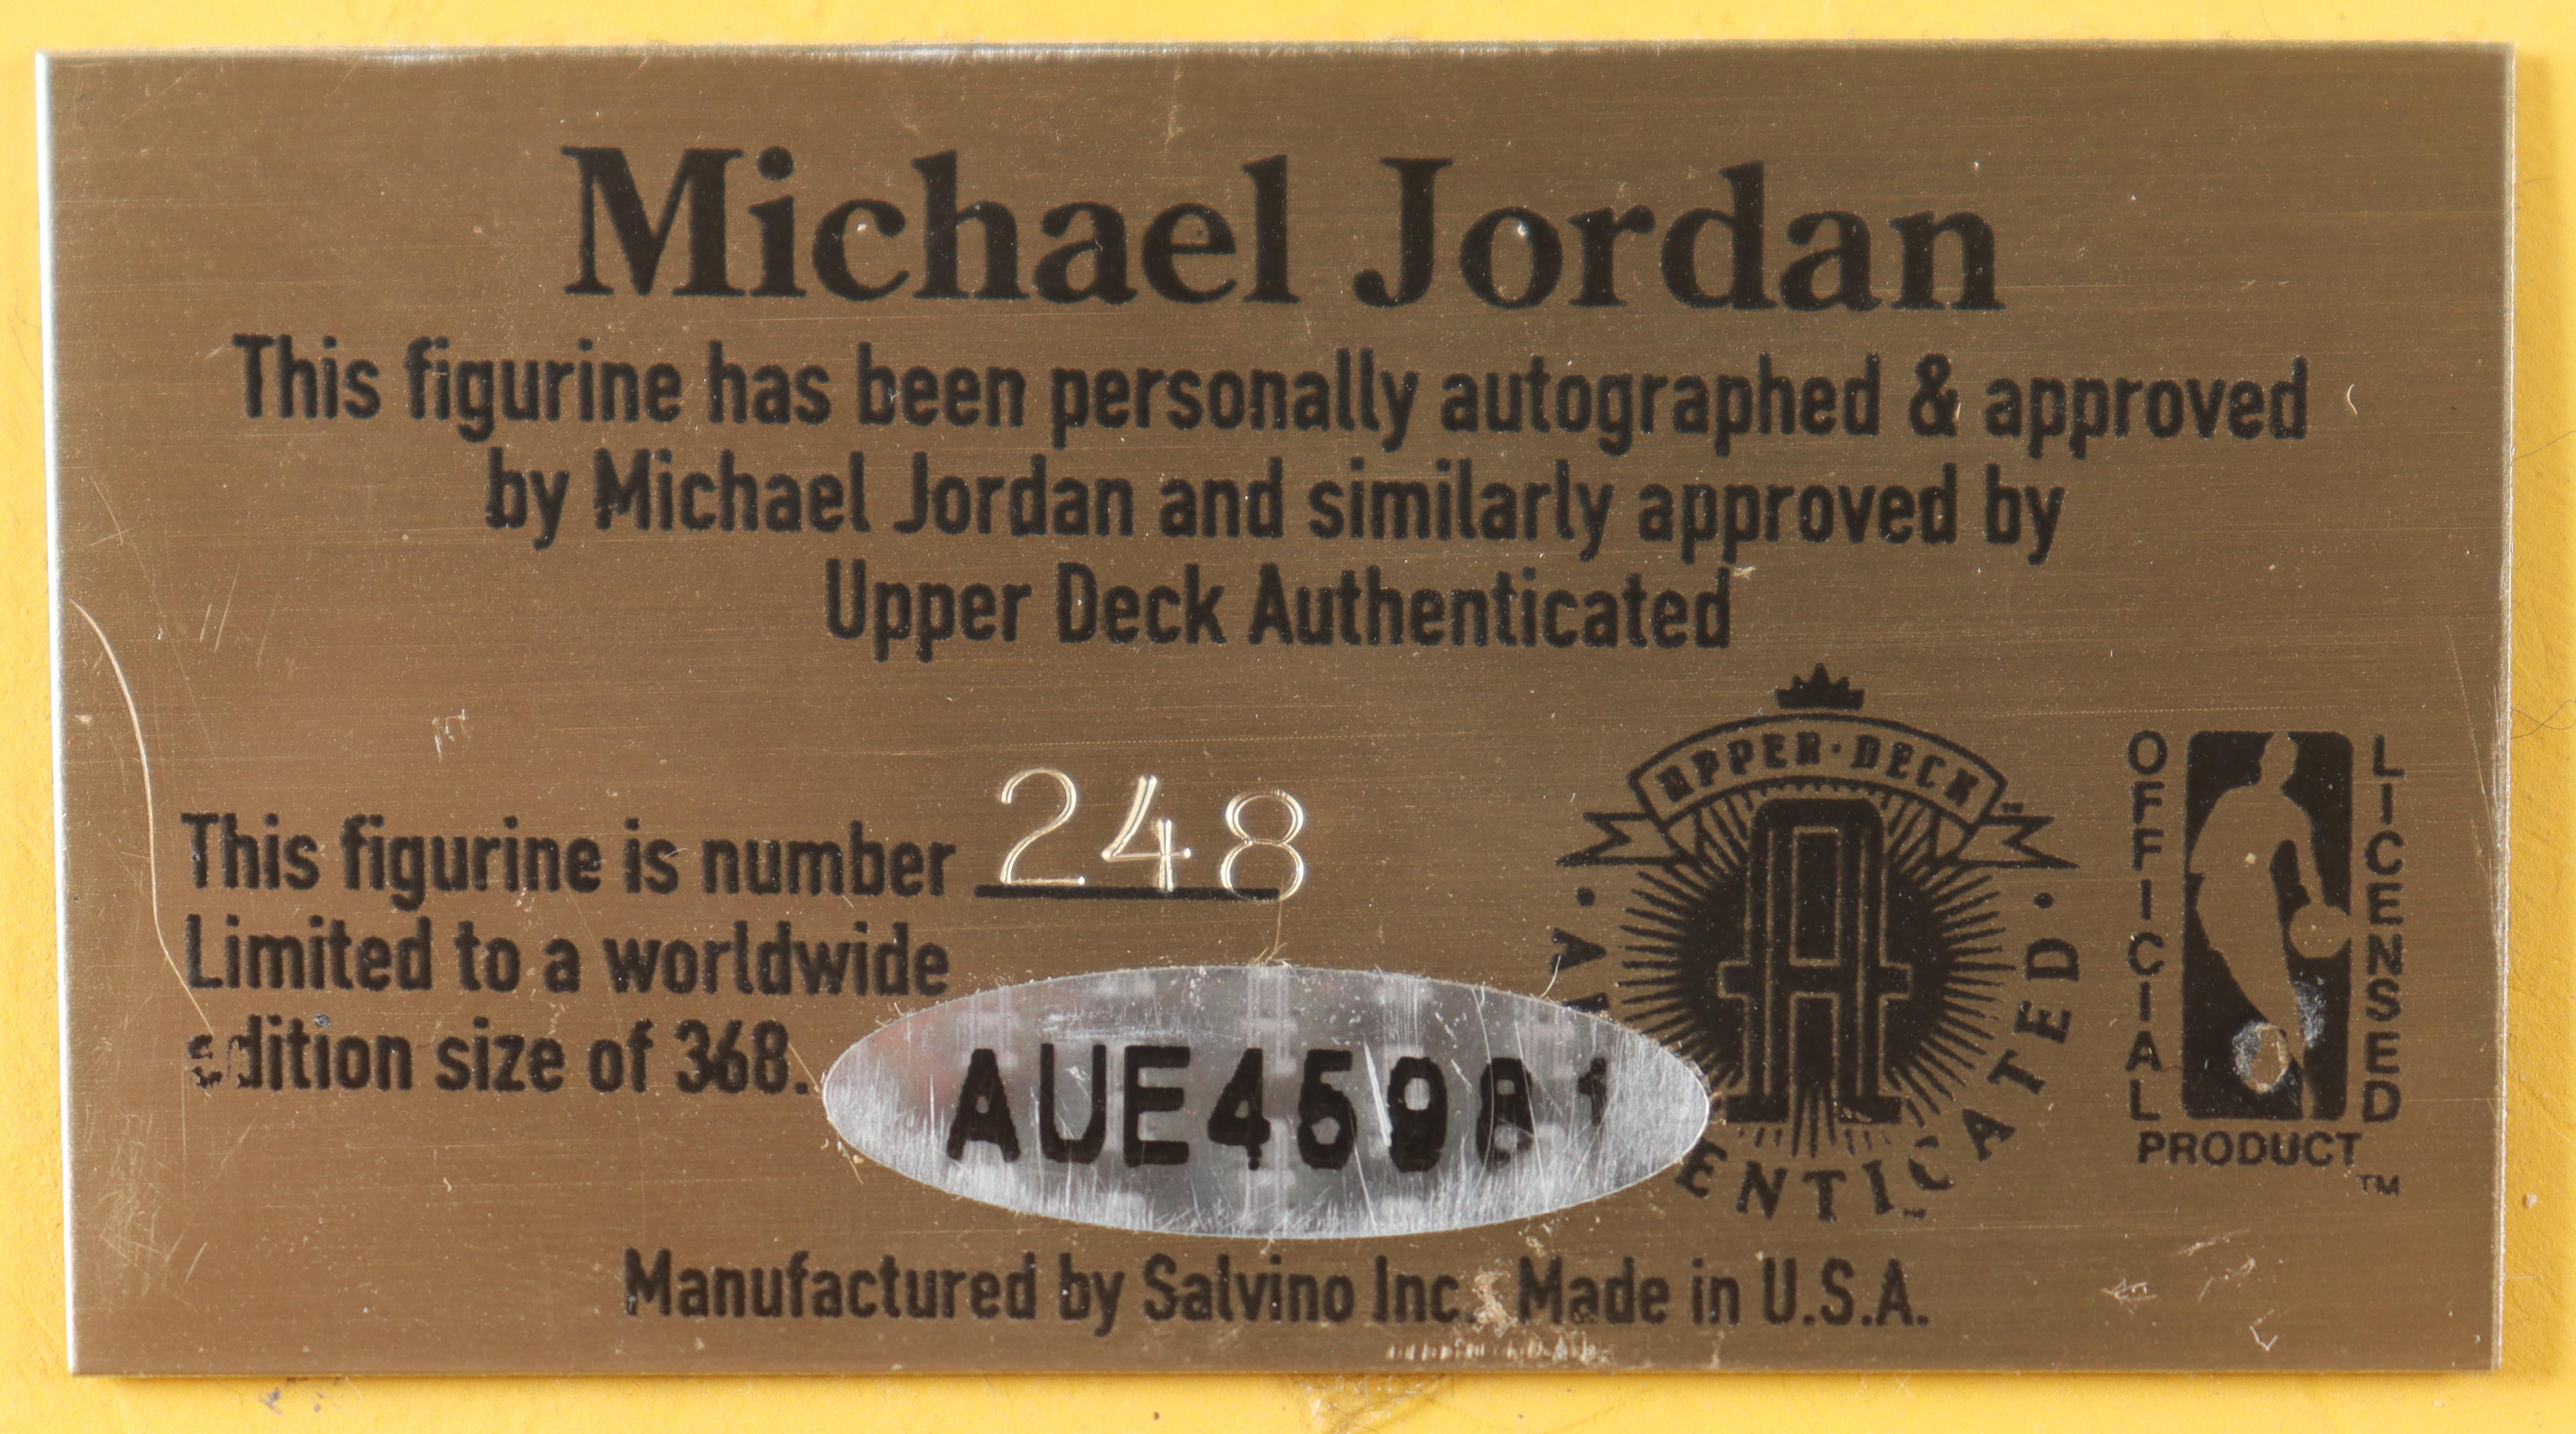 Michael Jordan
This figurine has been personally autographed & approved
by Michael Jordan and similarly approved by
Upper Deck Authenticated
This figurine is number 248
Limited to a worldwide
edition size of 368.
AUE45981
UPPER·DECK
OFFICIAL
LICENSED
PRODUCT
TM
Manufactured by Salvino Inc. Made in U.S.A.